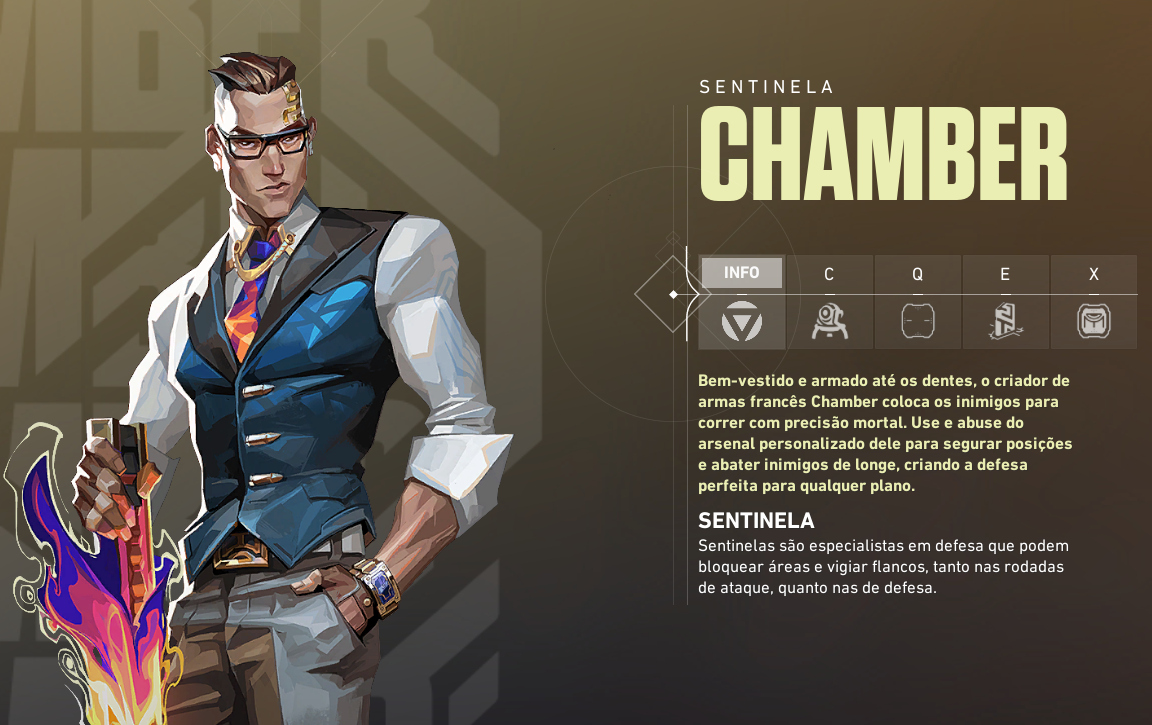 SENTINELA
CHAMBER
INFO C Q E X
Bem-vestido e armado até os dentes, o criador de
armas francês Chamber coloca os inimigos para
correr com precisão mortal. Use e abuse do
arsenal personalizado dele para segurar posições
e abater inimigos de longe, criando a defesa
perfeita para qualquer plano.
SENTINELA
Sentinelas são especialistas em defesa que podem
bloquear áreas e vigiar flancos, tanto nas rodadas
de ataque, quanto nas de defesa.